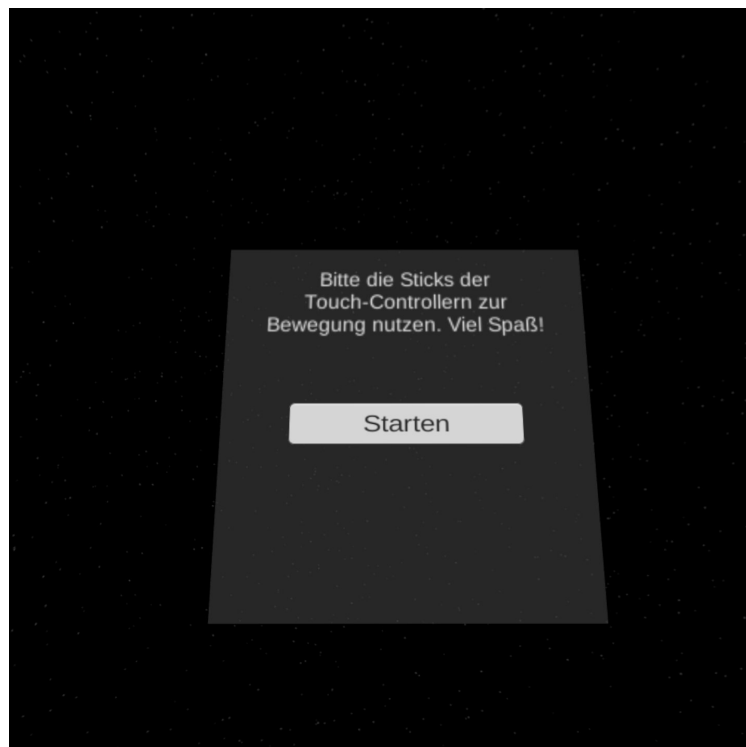 Bitte die Sticks der
Touch-Controllern zur
Bewegung nutzen. Viel Spaß!
Starten